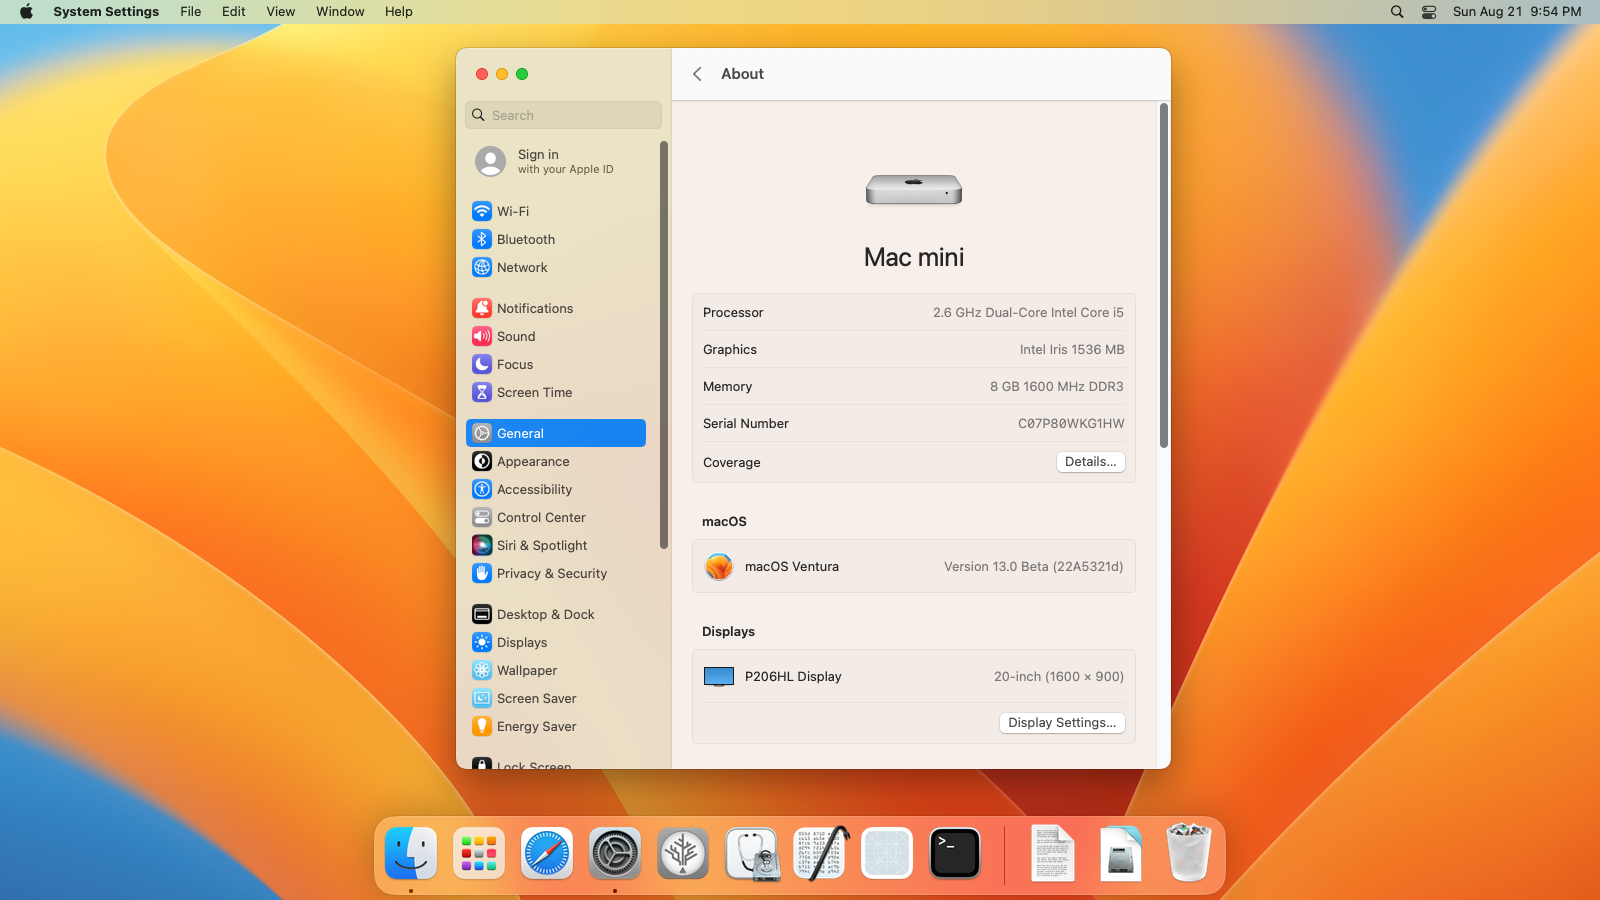 System Settings File Edit View Window Help Sun Aug 21 9:54 PM
About
Search
Sign in
with your Apple ID
Wi-Fi
Bluetooth
Network
Notifications
Sound
Focus
Screen Time
General
Appearance
Accessibility
Control Center
Siri & Spotlight
Privacy & Security
Desktop & Dock
Displays
Wallpaper
Screen Saver
Energy Saver
Lock Screen
Mac mini
Processor 2.6 GHz Dual-Core Intel Core i5
Graphics Intel Iris 1536 MB
Memory 8 GB 1600 MHz DDR3
Serial Number C07P80WKG1HW
Coverage Details...
macOS
macOS Ventura Version 13.0 Beta (22A5321d)
Displays
P206HL Display 20-inch (1600 × 900)
Display Settings...
>_